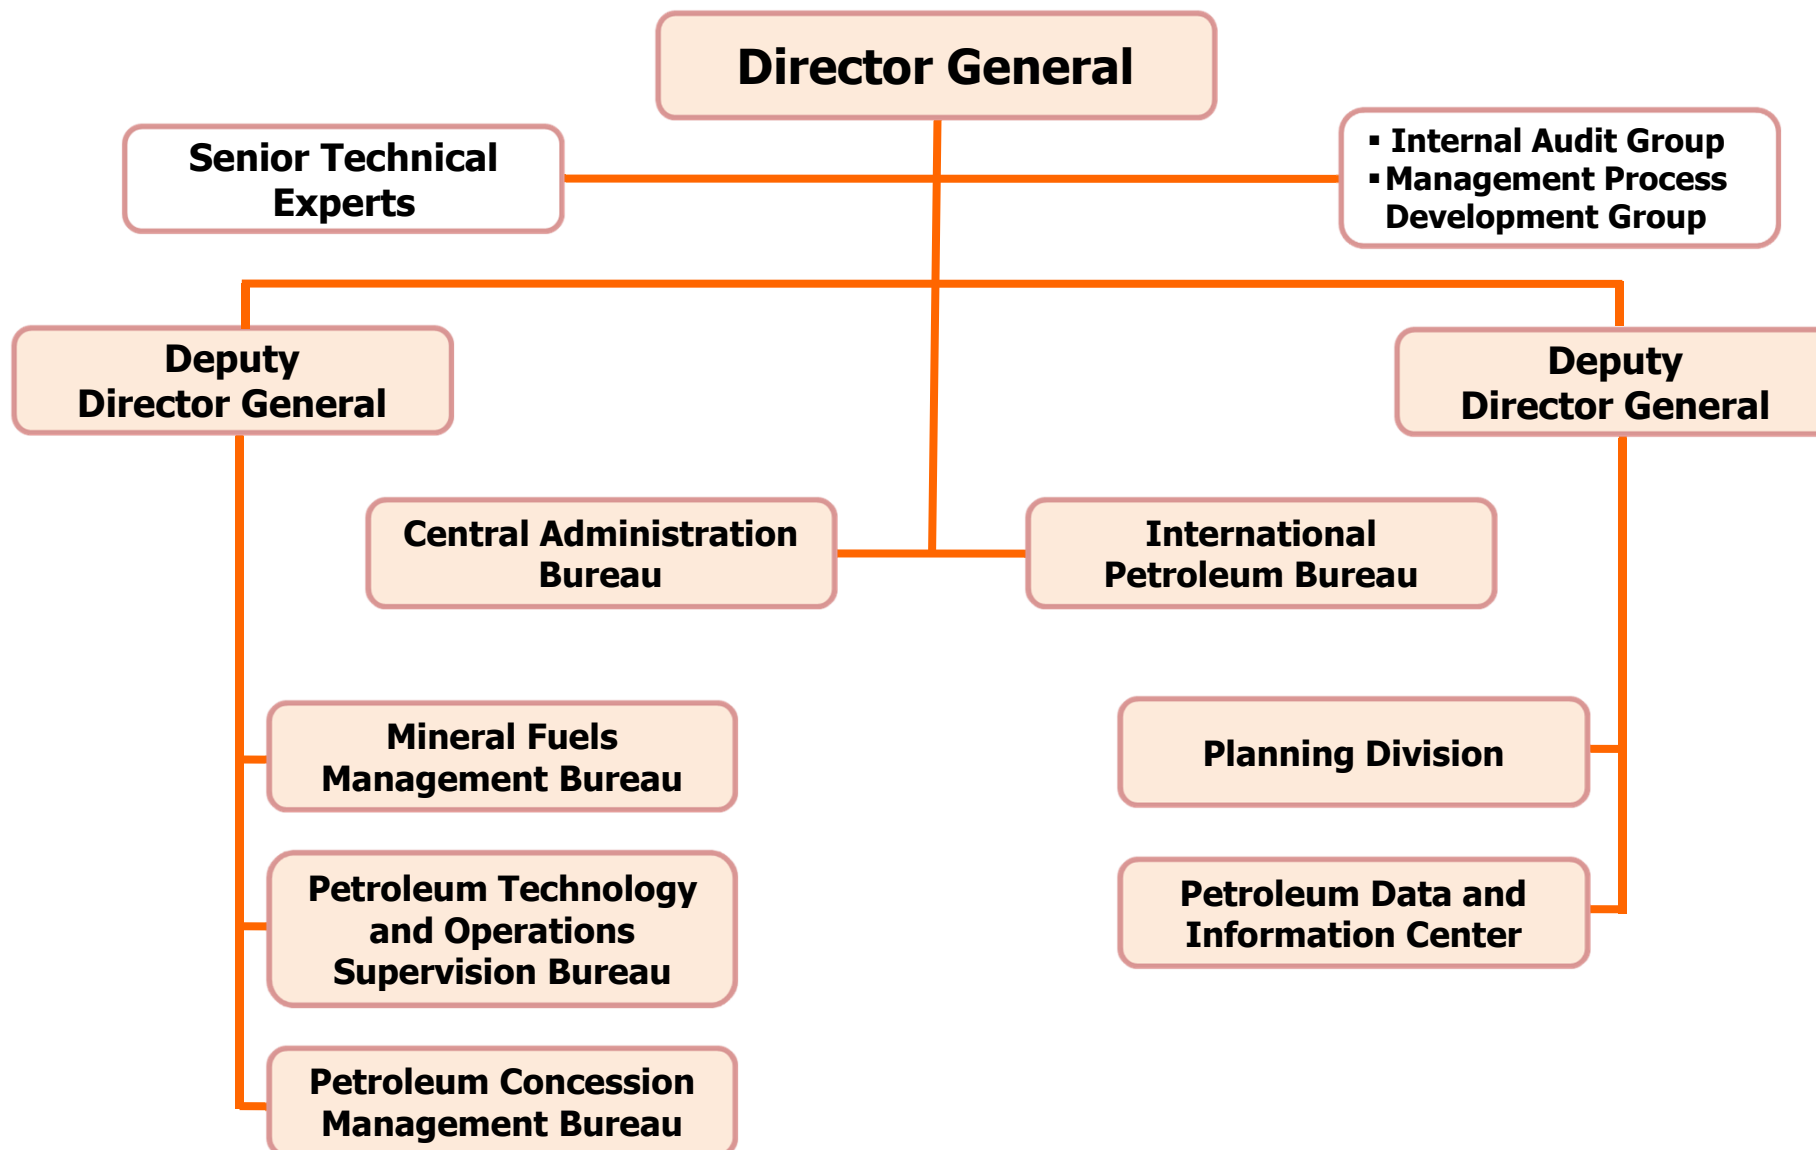 Director General
Senior Technical
Experts
▪ Internal Audit Group
▪ Management Process
Development Group
Deputy
Director General
Deputy
Director General
Central Administration
Bureau
International
Petroleum Bureau
Mineral Fuels
Management Bureau
Planning Division
Petroleum Technology
and Operations
Supervision Bureau
Petroleum Data and
Information Center
Petroleum Concession
Management Bureau